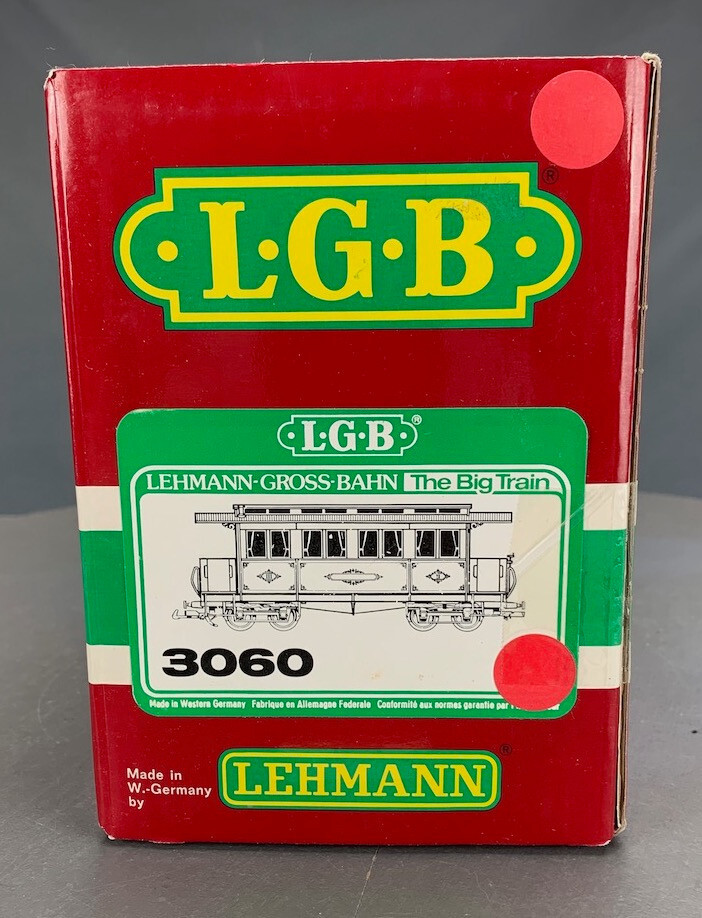 L·G·B®
L·G·B®
LEHMANN-GROSS-BAHN The Big Train
3060
Made in Western Germany Fabrique en Allemagne Federale Conformité aux normes garantie par
Made in
W.-Germany
by
LEHMANN®